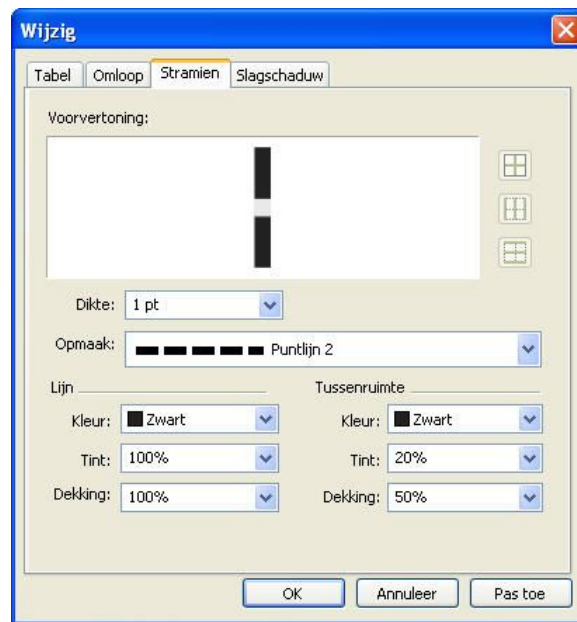 Wijzig
Tabel Omloop Stramien Slagschaduw
Voorvertoning:
Dikte: 1 pt
Opmaak: Puntlijn 2
Lijn Tussenruimte
Kleur: Zwart Kleur: Zwart
Tint: 100% Tint: 20%
Dekking: 100% Dekking: 50%
OK Annuleer Pas toe